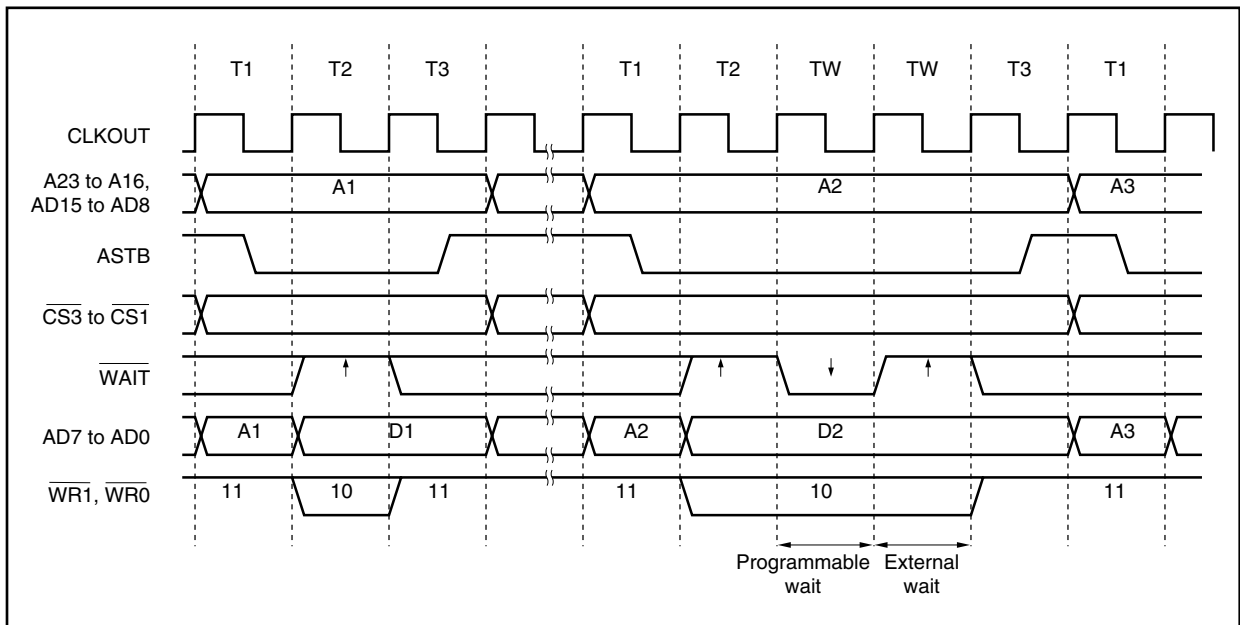 T1 T2 T3 T1 T2 TW TW T3 T1
CLKOUT
A23 to A16,
AD15 to AD8
A1 A2 A3
ASTB
CS3 to CS1
WAIT
AD7 to AD0
A1 D1 A2 D2 A3
WR1, WR0
11 10 11 11 10 11
Programmable
wait
External
wait